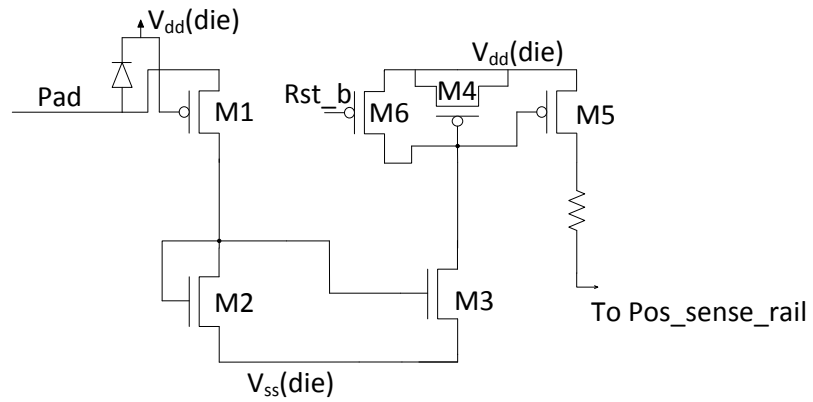 Vdd(die)
Vdd(die)
Pad
Rst_b
M4
M1
M6
M5
M2
M3
To Pos_sense_rail
Vss(die)